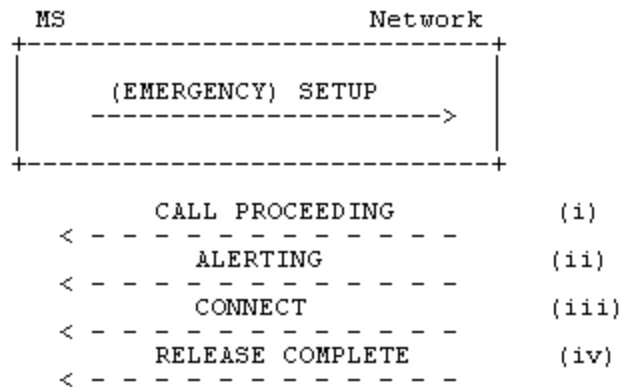 MS Network
(EMERGENCY) SETUP
CALL PROCEEDING (i)
ALERTING (ii)
CONNECT (iii)
RELEASE COMPLETE (iv)